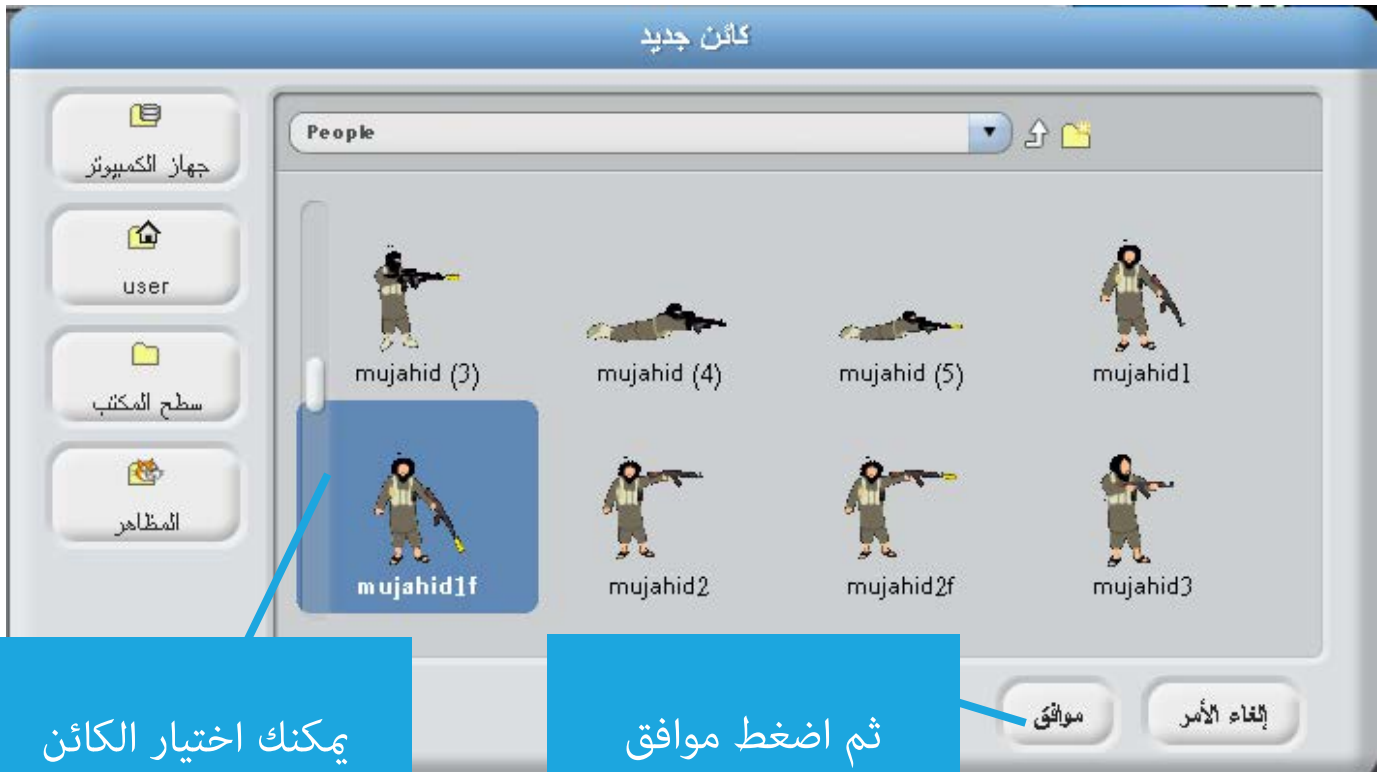 كائن جديد
جهاز الكمبيوتر
user
سطح المكتب
المظاهر
People
mujahid (3)
mujahid (4)
mujahid (5)
mujahid1
mujahid1f
mujahid2
mujahid2f
mujahid3
يمكنك اختيار الكائن
ثم اضغط موافق
موافق
إلغاء الأمر